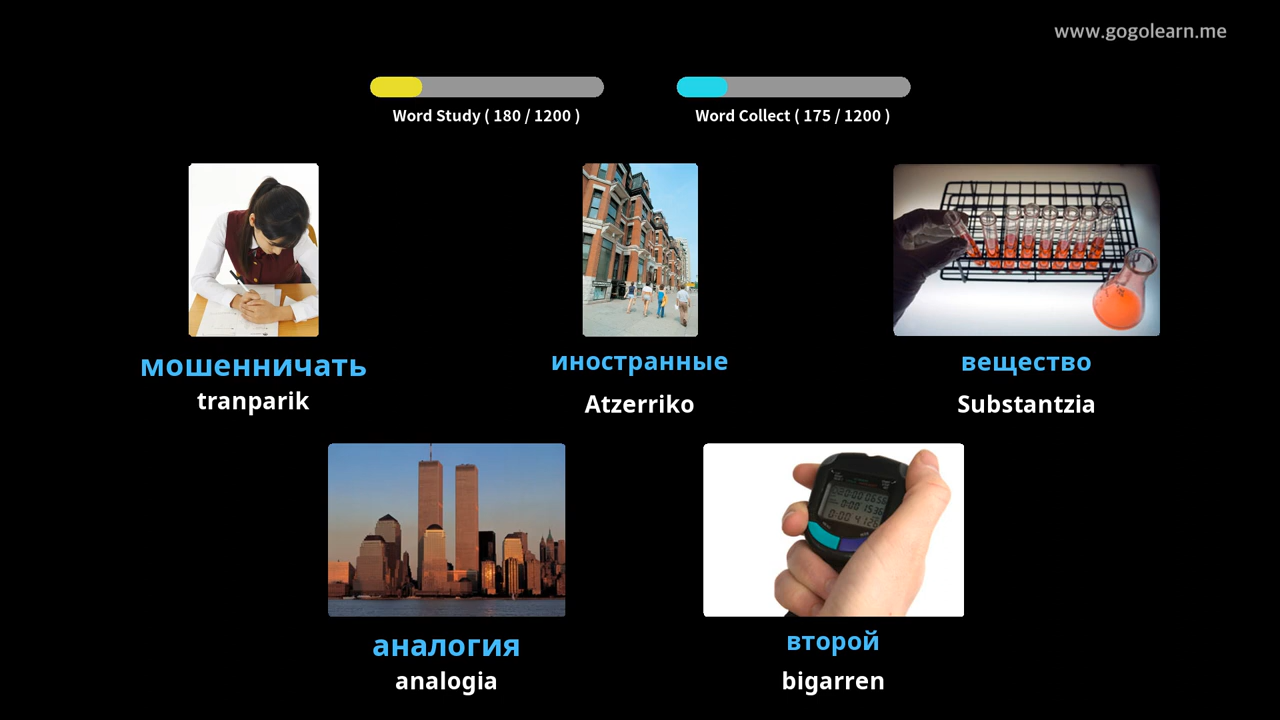 www.gogolearn.me
Word Study ( 180 / 1200 )
Word Collect ( 175 / 1200 )
мошенничать
tranparik
иностранные
Atzerriko
вещество
Substantzia
аналогия
analogia
второй
bigarren